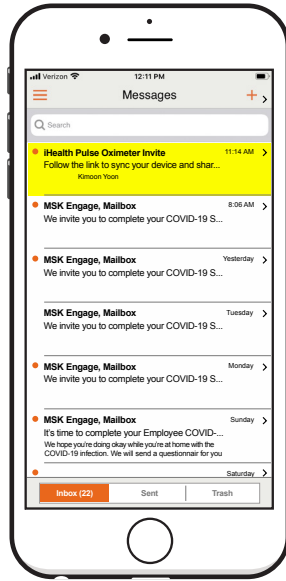 Verizon 12:11 PM
Messages
Search
iHealth Pulse Oximeter Invite 11:14 AM
Follow the link to sync your device and shar...
Kimoon Yoon
MSK Engage, Mailbox 8:06 AM
We invite you to complete your COVID-19 S...
MSK Engage, Mailbox Yesterday
We invite you to complete your COVID-19 S...
MSK Engage, Mailbox Tuesday
We invite you to complete your COVID-19 S...
MSK Engage, Mailbox Monday
We invite you to complete your COVID-19 S...
MSK Engage, Mailbox Sunday
It's time to complete your Employee COVID-...
We hope you're doing okay while you're at home with the
COVID-19 infection. We will send a questionnair for you
Saturday
Inbox (22) Sent Trash